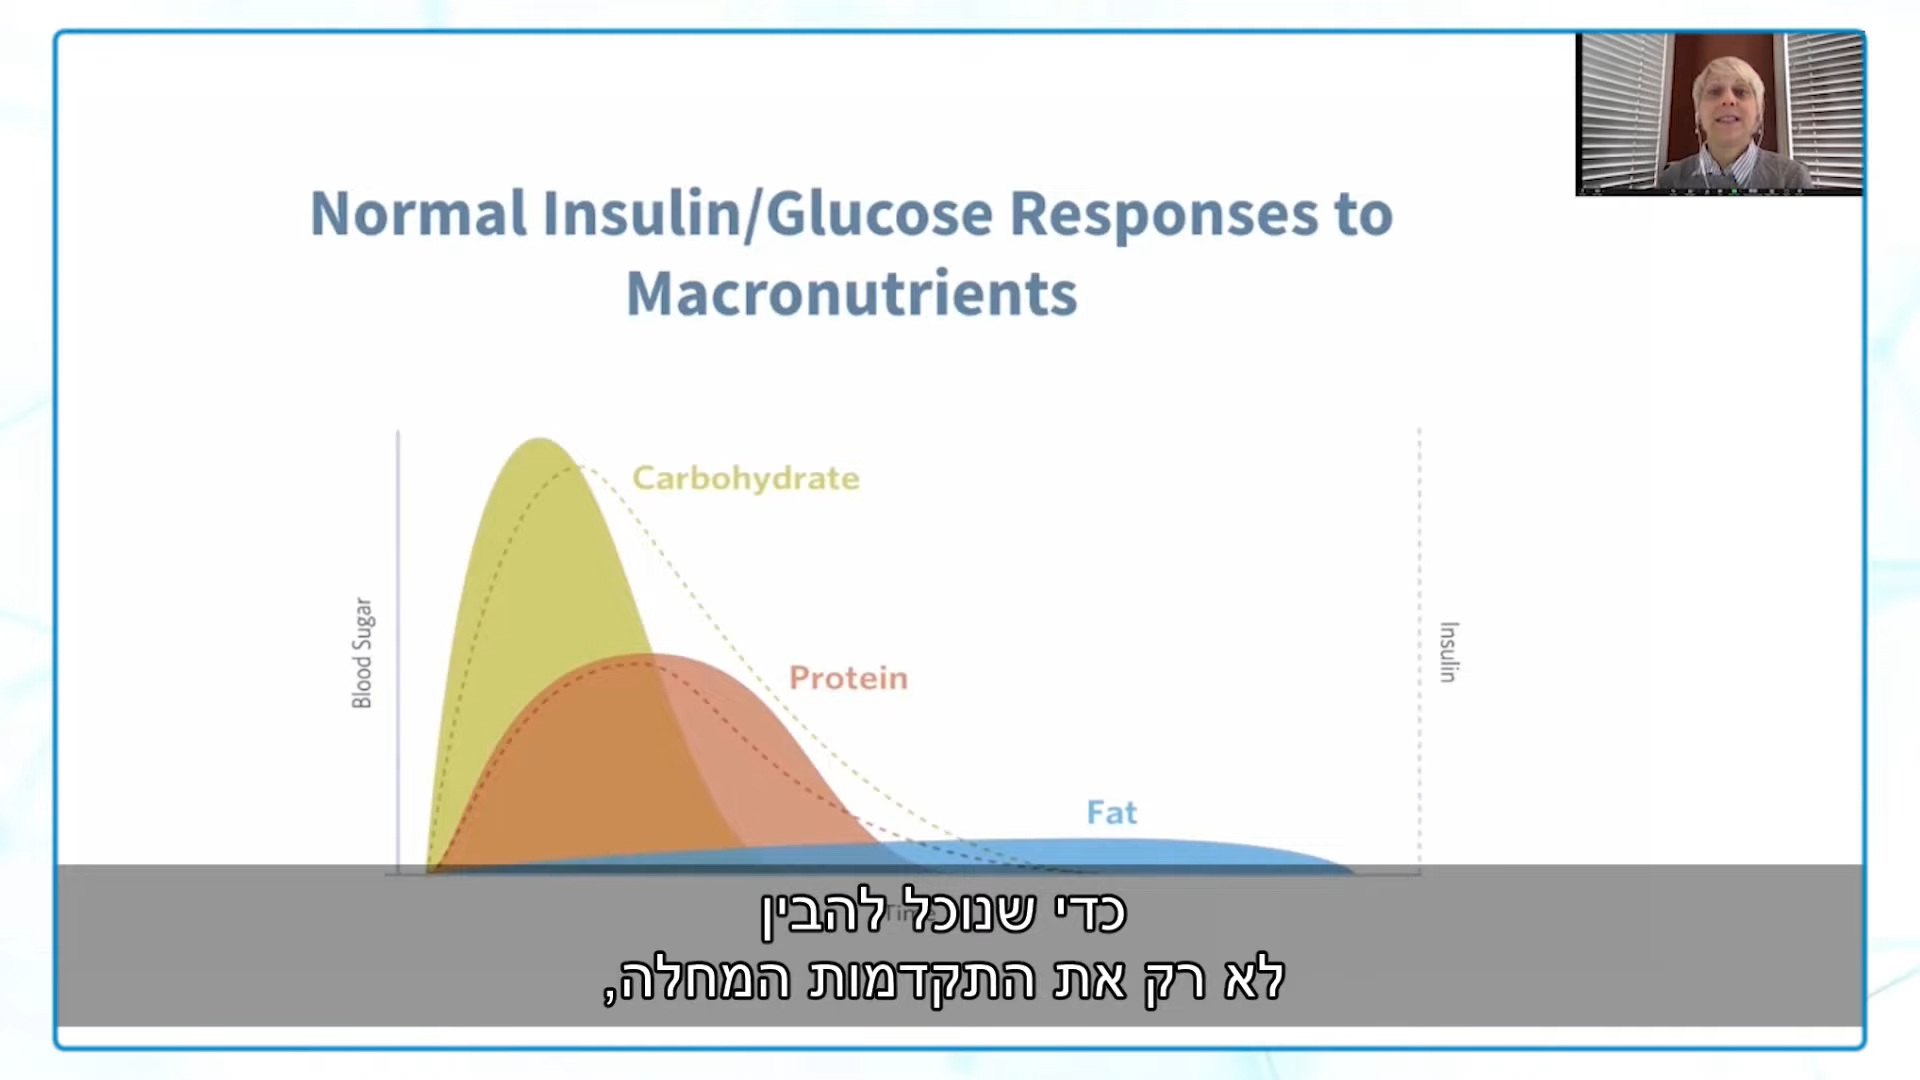 Normal Insulin/Glucose Responses to
Macronutrients
Carbohydrate
Protein
Fat
Blood Sugar
Insulin
Time
כדי שנוכל להבין
לא רק את התקדמות המחלה,